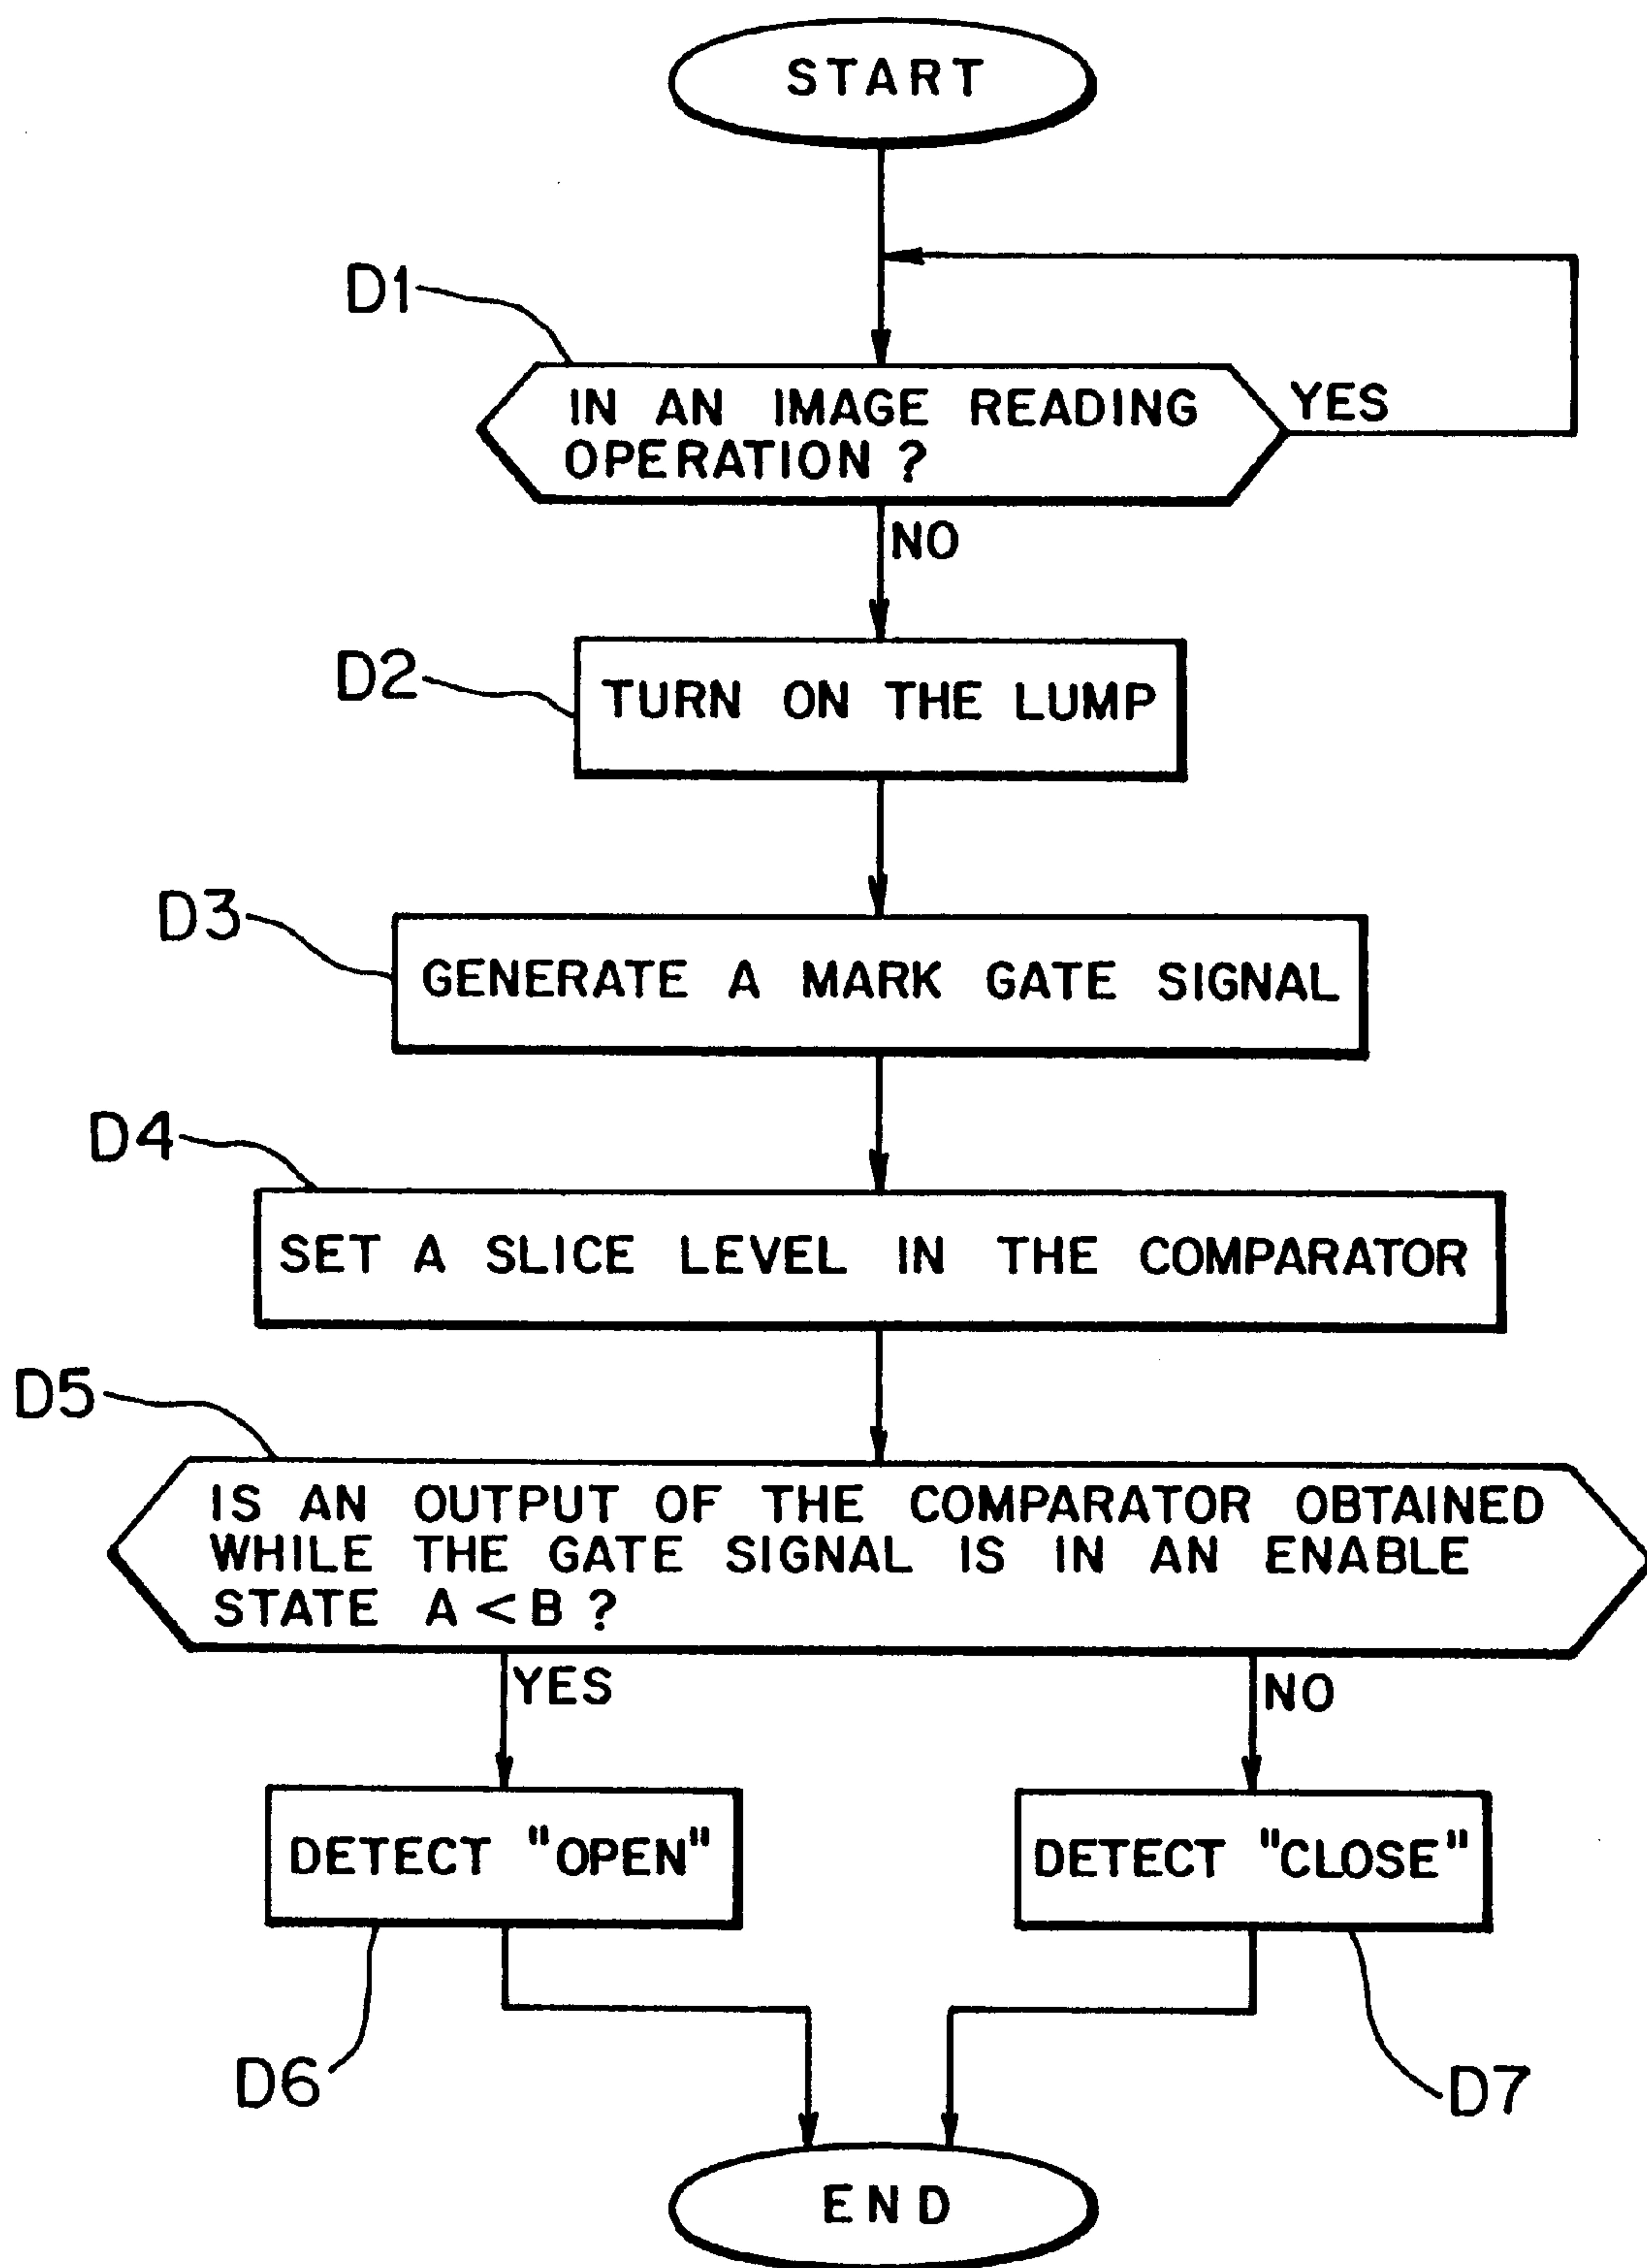 START
D1
IN AN IMAGE READING
OPERATION ?
YES
NO
D2
TURN ON THE LUMP
D3
GENERATE A MARK GATE SIGNAL
D4
SET A SLICE LEVEL IN THE COMPARATOR
D5
IS AN OUTPUT OF THE COMPARATOR OBTAINED
WHILE THE GATE SIGNAL IS IN AN ENABLE
STATE A < B ?
YES
NO
DETECT "OPEN"
DETECT "CLOSE"
D6
D7
END